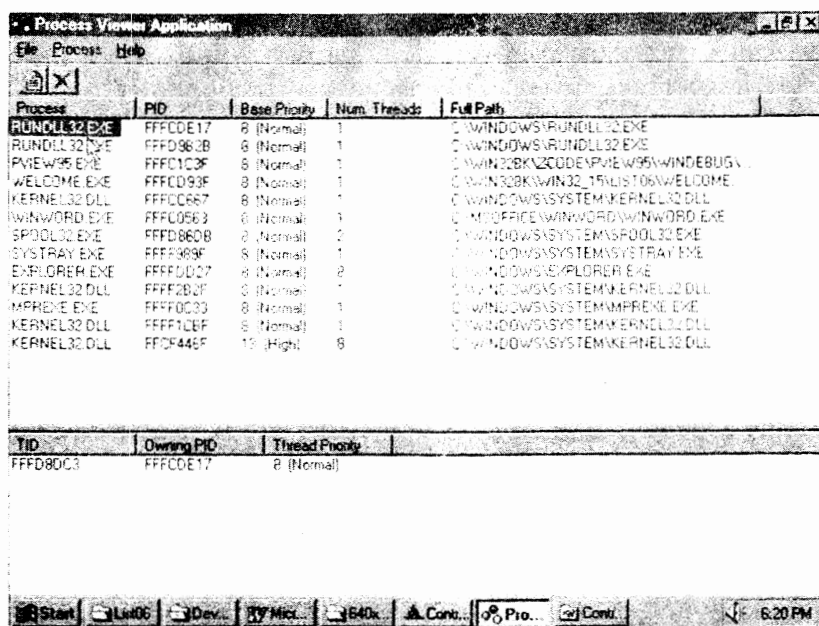 Process Viewer Application
File Process Help
Process PID Base Priority Num. Threads Full Path
RUNDLL32.EXE FFFCDE17 8 (Normal) 1 C:\WINDOWS\RUNDLL32.EXE
RUNDLL32.EXE FFFD962B 8 (Normal) 1 C:\WINDOWS\RUNDLL32.EXE
PVIEW95.EXE FFFC1C3F 8 (Normal) 1 C:\WIN32BK\ZCODE\PVIEW95\WINDEBUG\...
WELCOME.EXE FFFCD93F 8 (Normal) 1 C:\WIN32BK\WIN32_15\LIST06\WELCOME.
KERNEL32.DLL FFFCC667 8 (Normal) 1 C:\WINDOWS\SYSTEM\KERNEL32.DLL
WINWORD.EXE FFFC0563 8 (Normal) 1 C:\MSOFFICE\WINWORD\WINWORD.EXE
SPOOL32.EXE FFFD86DB 8 (Normal) 2 C:\WINDOWS\SYSTEM\SPOOL32.EXE
SYSTRAY.EXE FFFF989F 8 (Normal) 1 C:\WINDOWS\SYSTEM\SYSTRAY.EXE
EXPLORER.EXE FFFFDD27 8 (Normal) C:\WINDOWS\EXPLORER.EXE
KERNEL32.DLL FFFF2B2F 8 (Normal) 1 C:\WINDOWS\SYSTEM\KERNEL32.DLL
MPREXE.EXE FFFF0C33 8 (Normal) 1 C:\WINDOWS\SYSTEM\MPREXE.EXE
KERNEL32.DLL FFFF1CBF 8 (Normal) 1 C:\WINDOWS\SYSTEM\KERNEL32.DLL
KERNEL32.DLL FFCF446F 13 (High) 8 C:\WINDOWS\SYSTEM\KERNEL32.DLL
TID Owning PID Thread Priority
FFFD8DC3 FFFCDE17 8 (Normal)
Start List06 Dev... Micr... 640x... Contr... Pro... Contr... 6:20 PM